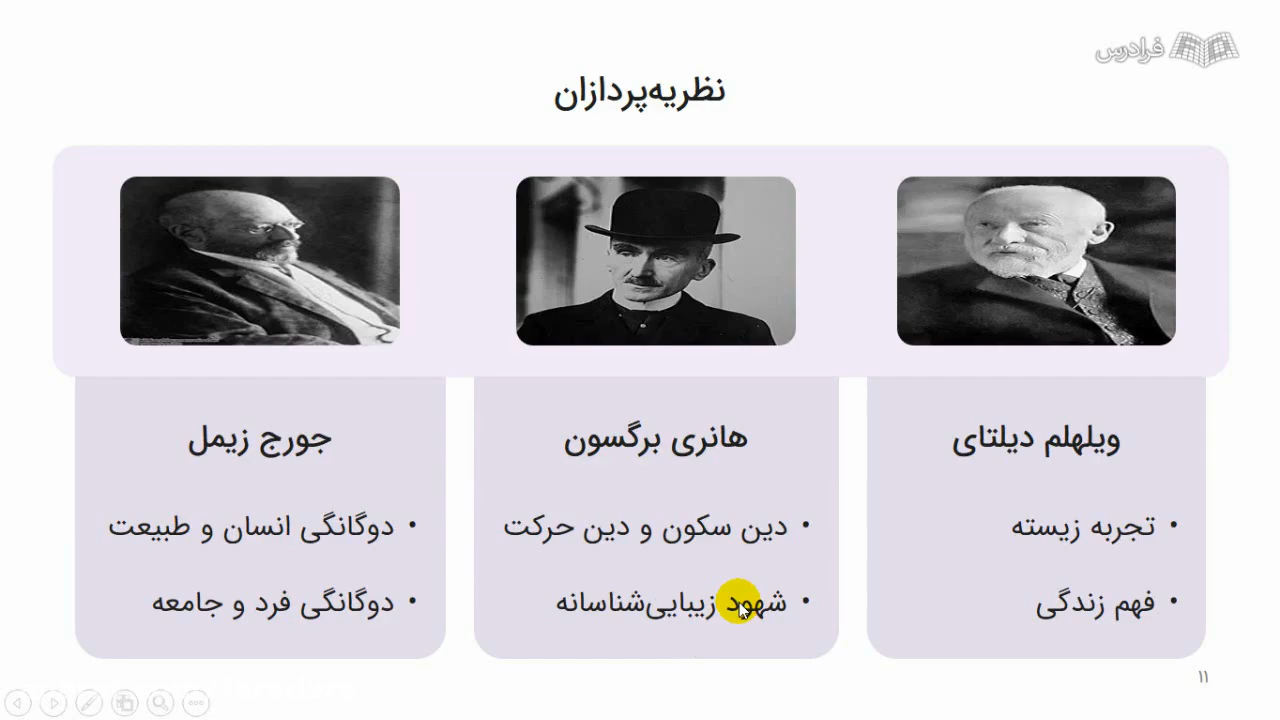 فرادرس
نظریه‌پردازان
ویلهلم دیلتای
• تجربه زیسته
• فهم زندگی
هانری برگسون
• دین سکون و دین حرکت
• شهود زیبایی‌شناسانه
جورج زیمل
• دوگانگی انسان و طبیعت
• دوگانگی فرد و جامعه
۱۱